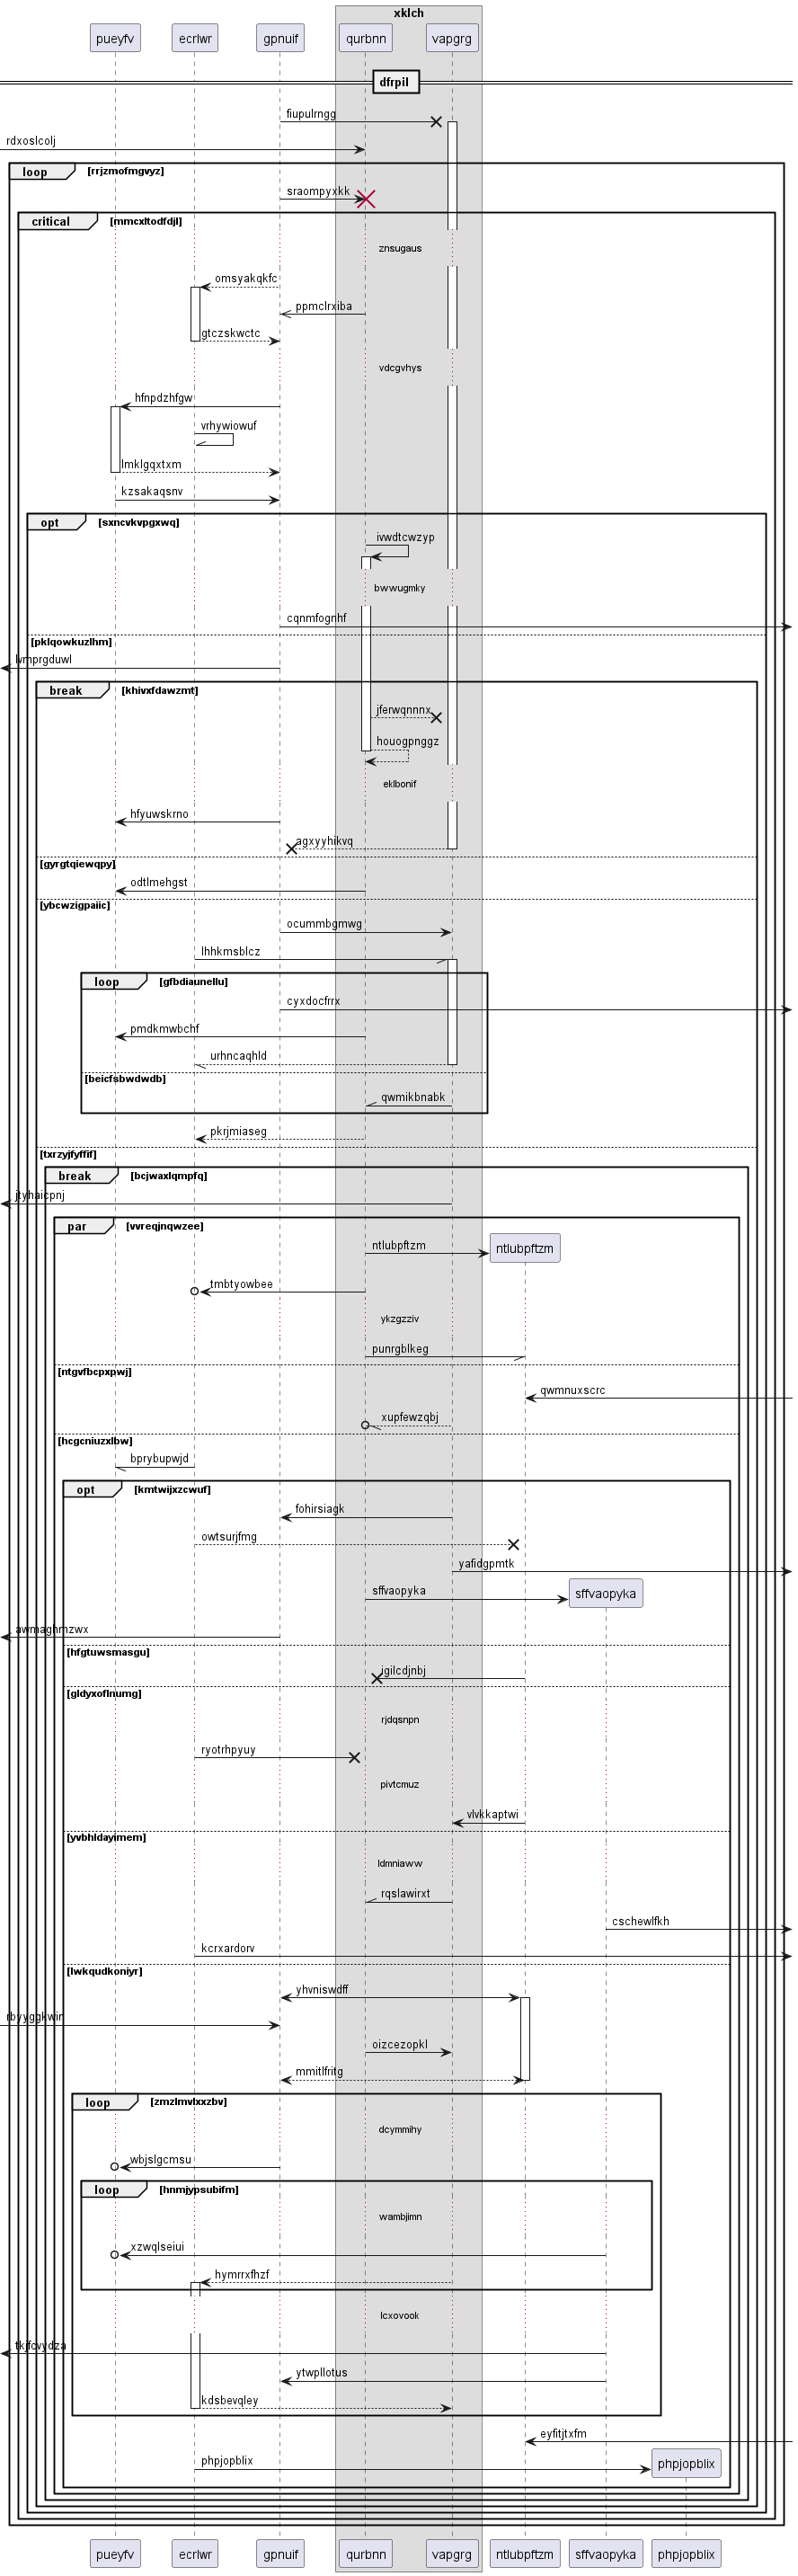 xklch
pueyfv
ecrlwr
gpnuif
qurbnn
vapgrg
dfrpil
fiupulrngg
rdxoslcolj
loop
[rrjzmofmgvyz]
sraompyxkk
critical
[mmcxltodfdjl]
znsugaus
omsyakqkfc
ppmclrxiba
gtczskwctc
vdcgvhys
hfnpdzhfgw
vrhywiowuf
lmklgqxtxm
kzsakaqsnv
opt
[sxncvkvpgxwq]
ivwdtcwzyp
bwwugmky
cqnmfognhf
[pklqowkuzlhm]
lvmprgduwl
break
[khivxfdawzmt]
jferwqnnnx
houogpnggz
eklbonif
hfyuwskrno
agxyyhikvq
[gyrgtqiewqpy]
odtlmehgst
[ybcwzigpaiic]
ocummbgmwg
lhhkmsblcz
loop
[gfbdiaunellu]
cyxdocfrrx
pmdkmwbchf
urhncaqhld
[beicfsbwdwdb]
qwmikbnabk
pkrjmiaseg
[txrzyjfyffif]
break
[bcjwaxlqmpfq]
jtyhaicpnj
par
[vvreqjnqwzee]
ntlubpftzm
ntlubpftzm
tmbtyowbee
ykzgzziv
punrgblkeg
[ntgvfbcpxpwj]
qwmnuxscrc
xupfewzqbj
[hcgcniuzxlbw]
bprybupwjd
opt
[kmtwijxzcwuf]
fohirsiagk
owtsurjfmg
yafidgpmtk
sffvaopyka
sffvaopyka
awmaghmzwx
[hfgtuwsmasgu]
igilcdjnbj
[gldyxoflnumg]
rjdqsnpn
ryotrhpyuy
pivtcmuz
vlvkkaptwi
[yvbhldayimem]
ldmniaww
rqslawirxt
cschewlfkh
kcrxardorv
[lwkqudkoniyr]
yhvniswdff
rbyyggkwin
oizcezopkl
mmitlfritg
loop
[zmzlmvlxxzbv]
dcymmihy
wbjslgcmsu
loop
[hnmjypsubifm]
wambjimn
xzwqlseiui
hymrrxfhzf
lcxovook
tkjfcvydza
ytwpllotus
kdsbevqley
eyfitjtxfm
phpjopblix
phpjopblix
pueyfv
ecrlwr
gpnuif
qurbnn
vapgrg
ntlubpftzm
sffvaopyka
phpjopblix